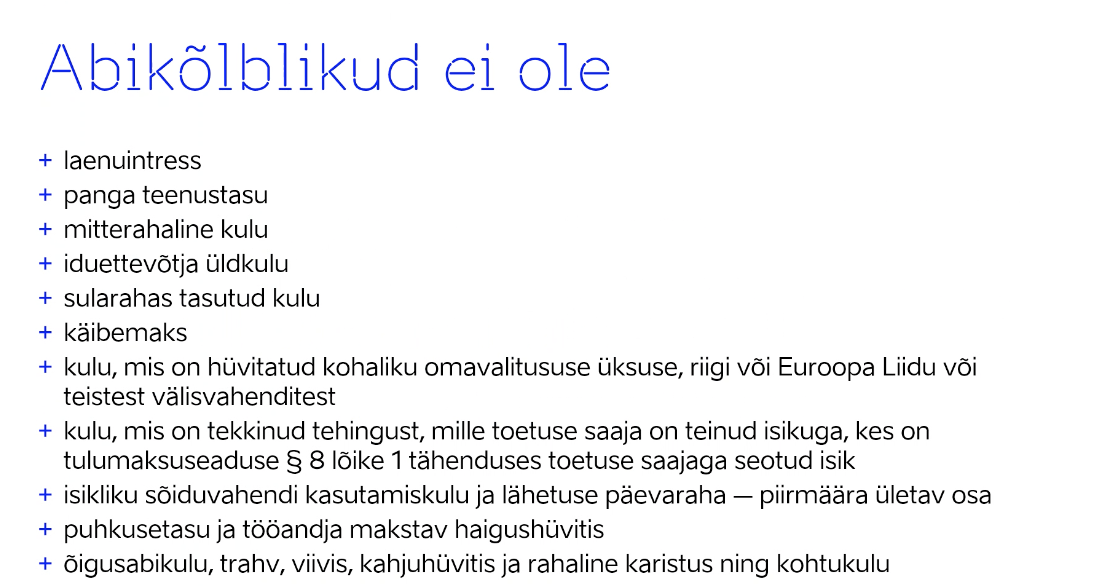 Abikõlblikud ei ole
+ laenuintress
+ panga teenustasu
+ mitterahaline kulu
+ iduettevõtja üldkulu
+ sularahas tasutud kulu
+ käibemaks
+ kulu, mis on hüvitatud kohaliku omavalitususe üksuse, riigi või Euroopa Liidu või
teistest välisvahenditest
+ kulu, mis on tekkinud tehingust, mille toetuse saaja on teinud isikuga, kes on
tulumaksuseaduse § 8 lõike 1 tähenduses toetuse saajaga seotud isik
+ isikliku sõiduvahendi kasutamiskulu ja lähetuse päevaraha — piirmäära ületav osa
+ puhkusetasu ja tööandja makstav haigushüvitis
+ õigusabikulu, trahv, viivis, kahjuhüvitis ja rahaline karistus ning kohtukulu